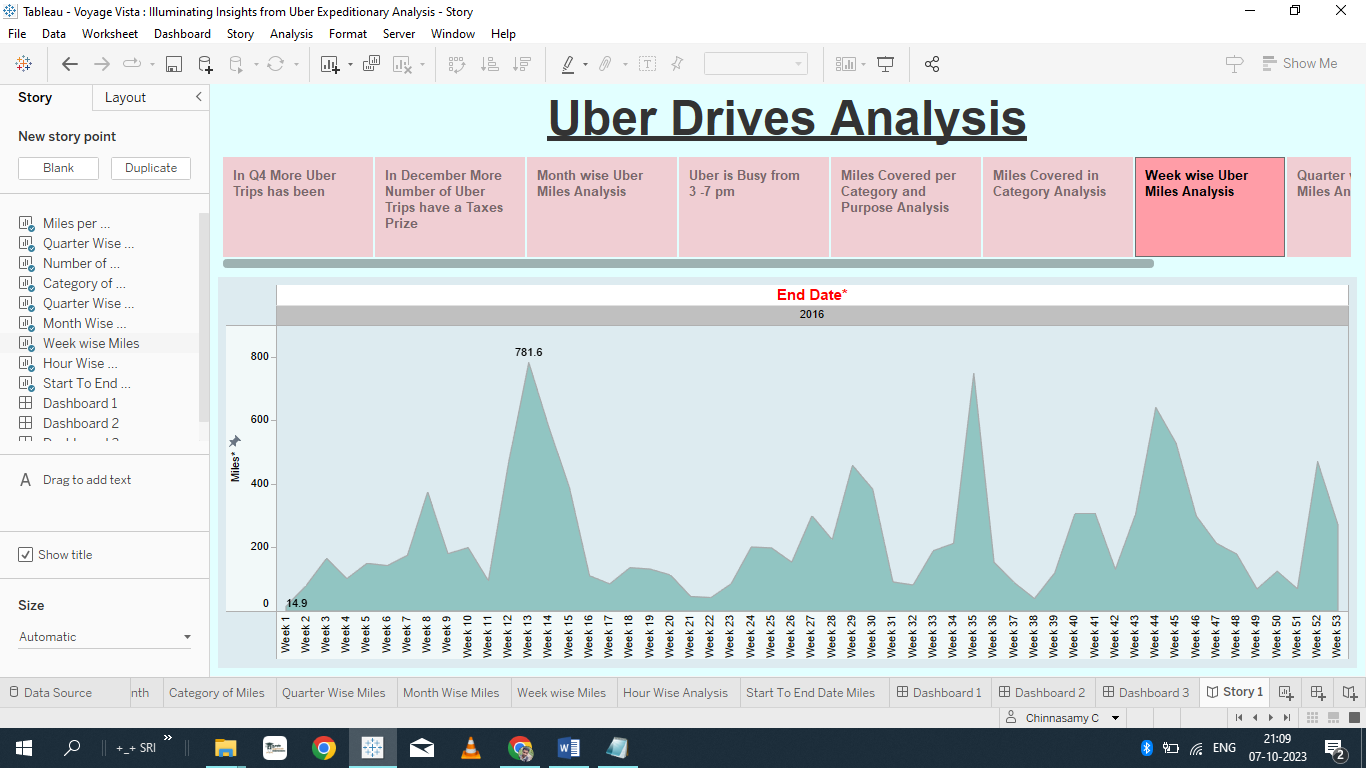 Tableau - Voyage Vista : Illuminating Insights from Uber Expeditionary Analysis - Story
File Data Worksheet Dashboard Story Analysis Format Server Window Help
Show Me
Story Layout
New story point
Blank Duplicate
Miles per ...
Quarter Wise ...
Number of ...
Category of ...
Quarter Wise ...
Month Wise ...
Week wise Miles
Hour Wise ...
Start To End ...
Dashboard 1
Dashboard 2
A Drag to add text
Show title
Size
Automatic
Uber Drives Analysis
In Q4 More Uber
Trips has been
In December More
Number of Uber
Trips have a Taxes
Prize
Month wise Uber
Miles Analysis
Uber is Busy from
3 -7 pm
Miles Covered per
Category and
Purpose Analysis
Miles Covered in
Category Analysis
Week wise Uber
Miles Analysis
Quarter
Miles An
End Date*
2016
Miles*
800
600
400
200
0
781.6
14.9
Week 1
Week 2
Week 3
Week 4
Week 5
Week 6
Week 7
Week 8
Week 9
Week 10
Week 11
Week 12
Week 13
Week 14
Week 15
Week 16
Week 17
Week 18
Week 19
Week 20
Week 21
Week 22
Week 23
Week 24
Week 25
Week 26
Week 27
Week 28
Week 29
Week 30
Week 31
Week 32
Week 33
Week 34
Week 35
Week 36
Week 37
Week 38
Week 39
Week 40
Week 41
Week 42
Week 43
Week 44
Week 45
Week 46
Week 47
Week 48
Week 49
Week 50
Week 51
Week 52
Week 53
Data Source nth Category of Miles Quarter Wise Miles Month Wise Miles Week wise Miles Hour Wise Analysis Start To End Date Miles Dashboard 1 Dashboard 2 Dashboard 3 Story 1
Chinnasamy C
+_+ SRI » ENG 21:09
07-10-2023 2